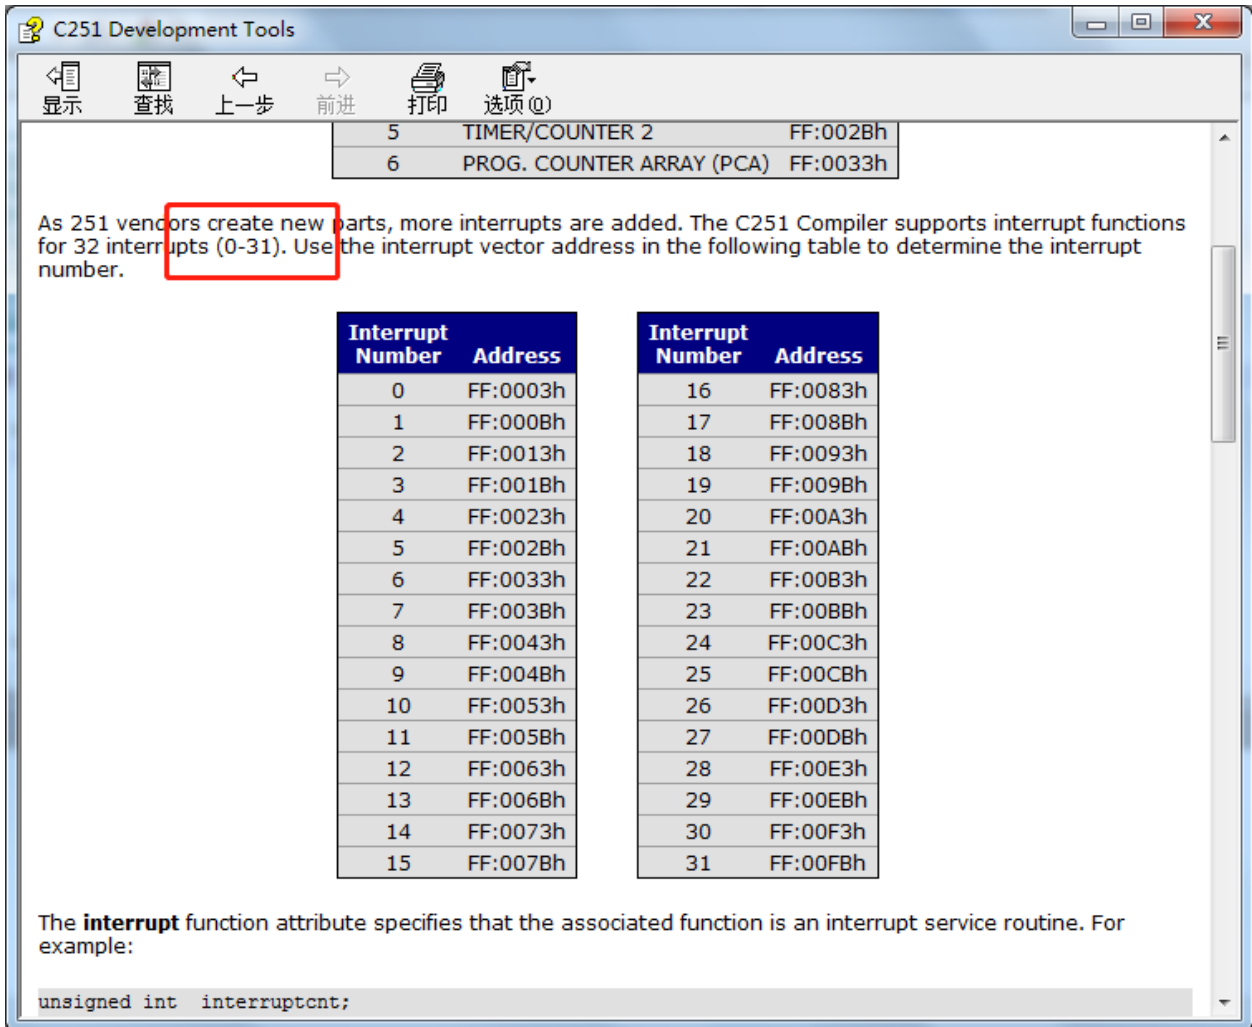 C251 Development Tools
显示 查找 上一步 前进 打印 选项(O)
5 TIMER/COUNTER 2 FF:002Bh
6 PROG. COUNTER ARRAY (PCA) FF:0033h
As 251 vendors create new parts, more interrupts are added. The C251 Compiler supports interrupt functions
for 32 interrupts (0-31). Use the interrupt vector address in the following table to determine the interrupt
number.
Interrupt Number Address
0 FF:0003h
1 FF:000Bh
2 FF:0013h
3 FF:001Bh
4 FF:0023h
5 FF:002Bh
6 FF:0033h
7 FF:003Bh
8 FF:0043h
9 FF:004Bh
10 FF:0053h
11 FF:005Bh
12 FF:0063h
13 FF:006Bh
14 FF:0073h
15 FF:007Bh
Interrupt Number Address
16 FF:0083h
17 FF:008Bh
18 FF:0093h
19 FF:009Bh
20 FF:00A3h
21 FF:00ABh
22 FF:00B3h
23 FF:00BBh
24 FF:00C3h
25 FF:00CBh
26 FF:00D3h
27 FF:00DBh
28 FF:00E3h
29 FF:00EBh
30 FF:00F3h
31 FF:00FBh
The interrupt function attribute specifies that the associated function is an interrupt service routine. For
example:
unsigned int  interruptcnt;